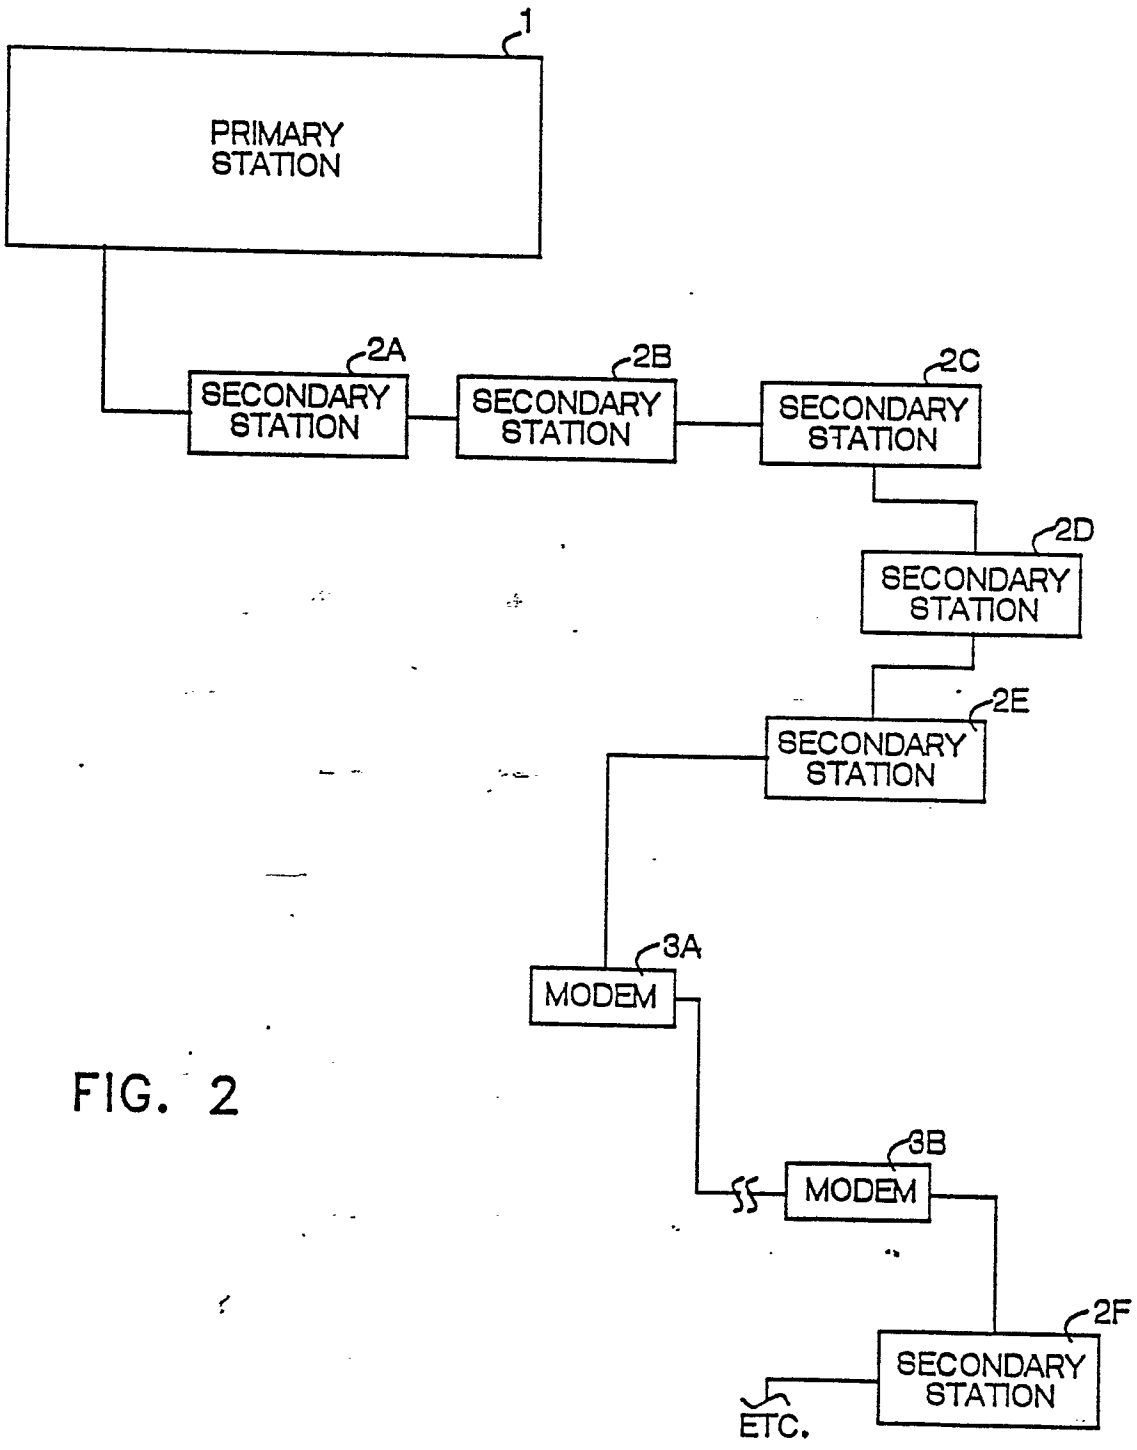 1
PRIMARY
STATION
2A
SECONDARY
STATION
2B
SECONDARY
STATION
2C
SECONDARY
STATION
2D
SECONDARY
STATION
2E
SECONDARY
STATION
3A
MODEM
FIG. 2
3B
MODEM
2F
SECONDARY
STATION
ETC.